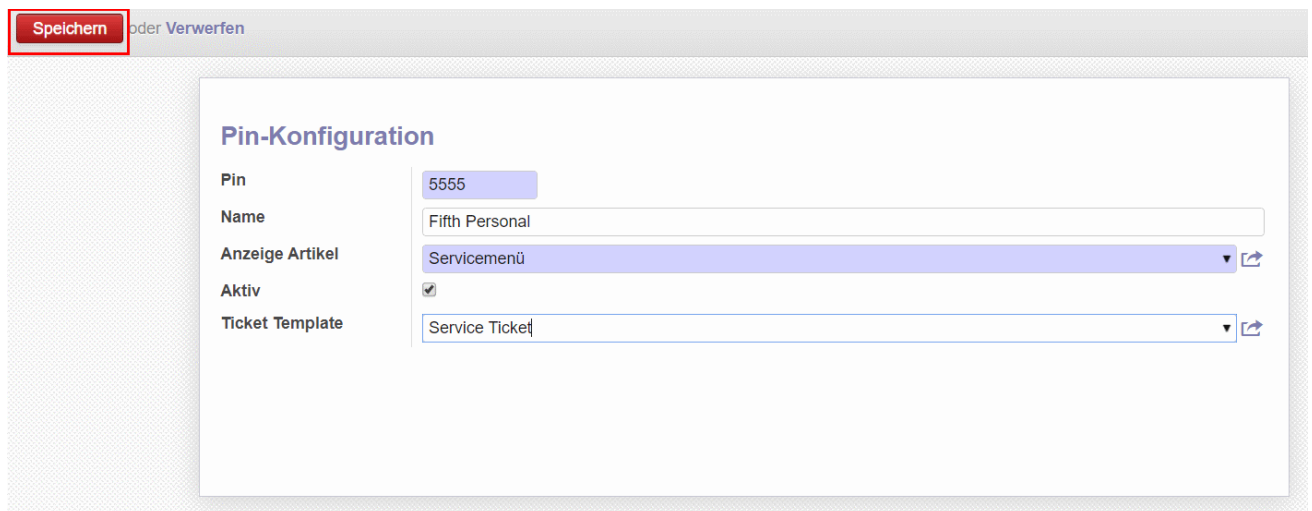 Speichern oder Verwerfen
Pin-Konfiguration
Pin 5555
Name Fifth Personal
Anzeige Artikel Servicemenü
Aktiv
Ticket Template Service Ticket